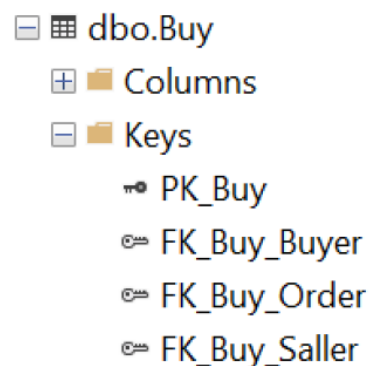 dbo.Buy
Columns
Keys
PK_Buy
FK_Buy_Buyer
FK_Buy_Order
FK_Buy_Saller